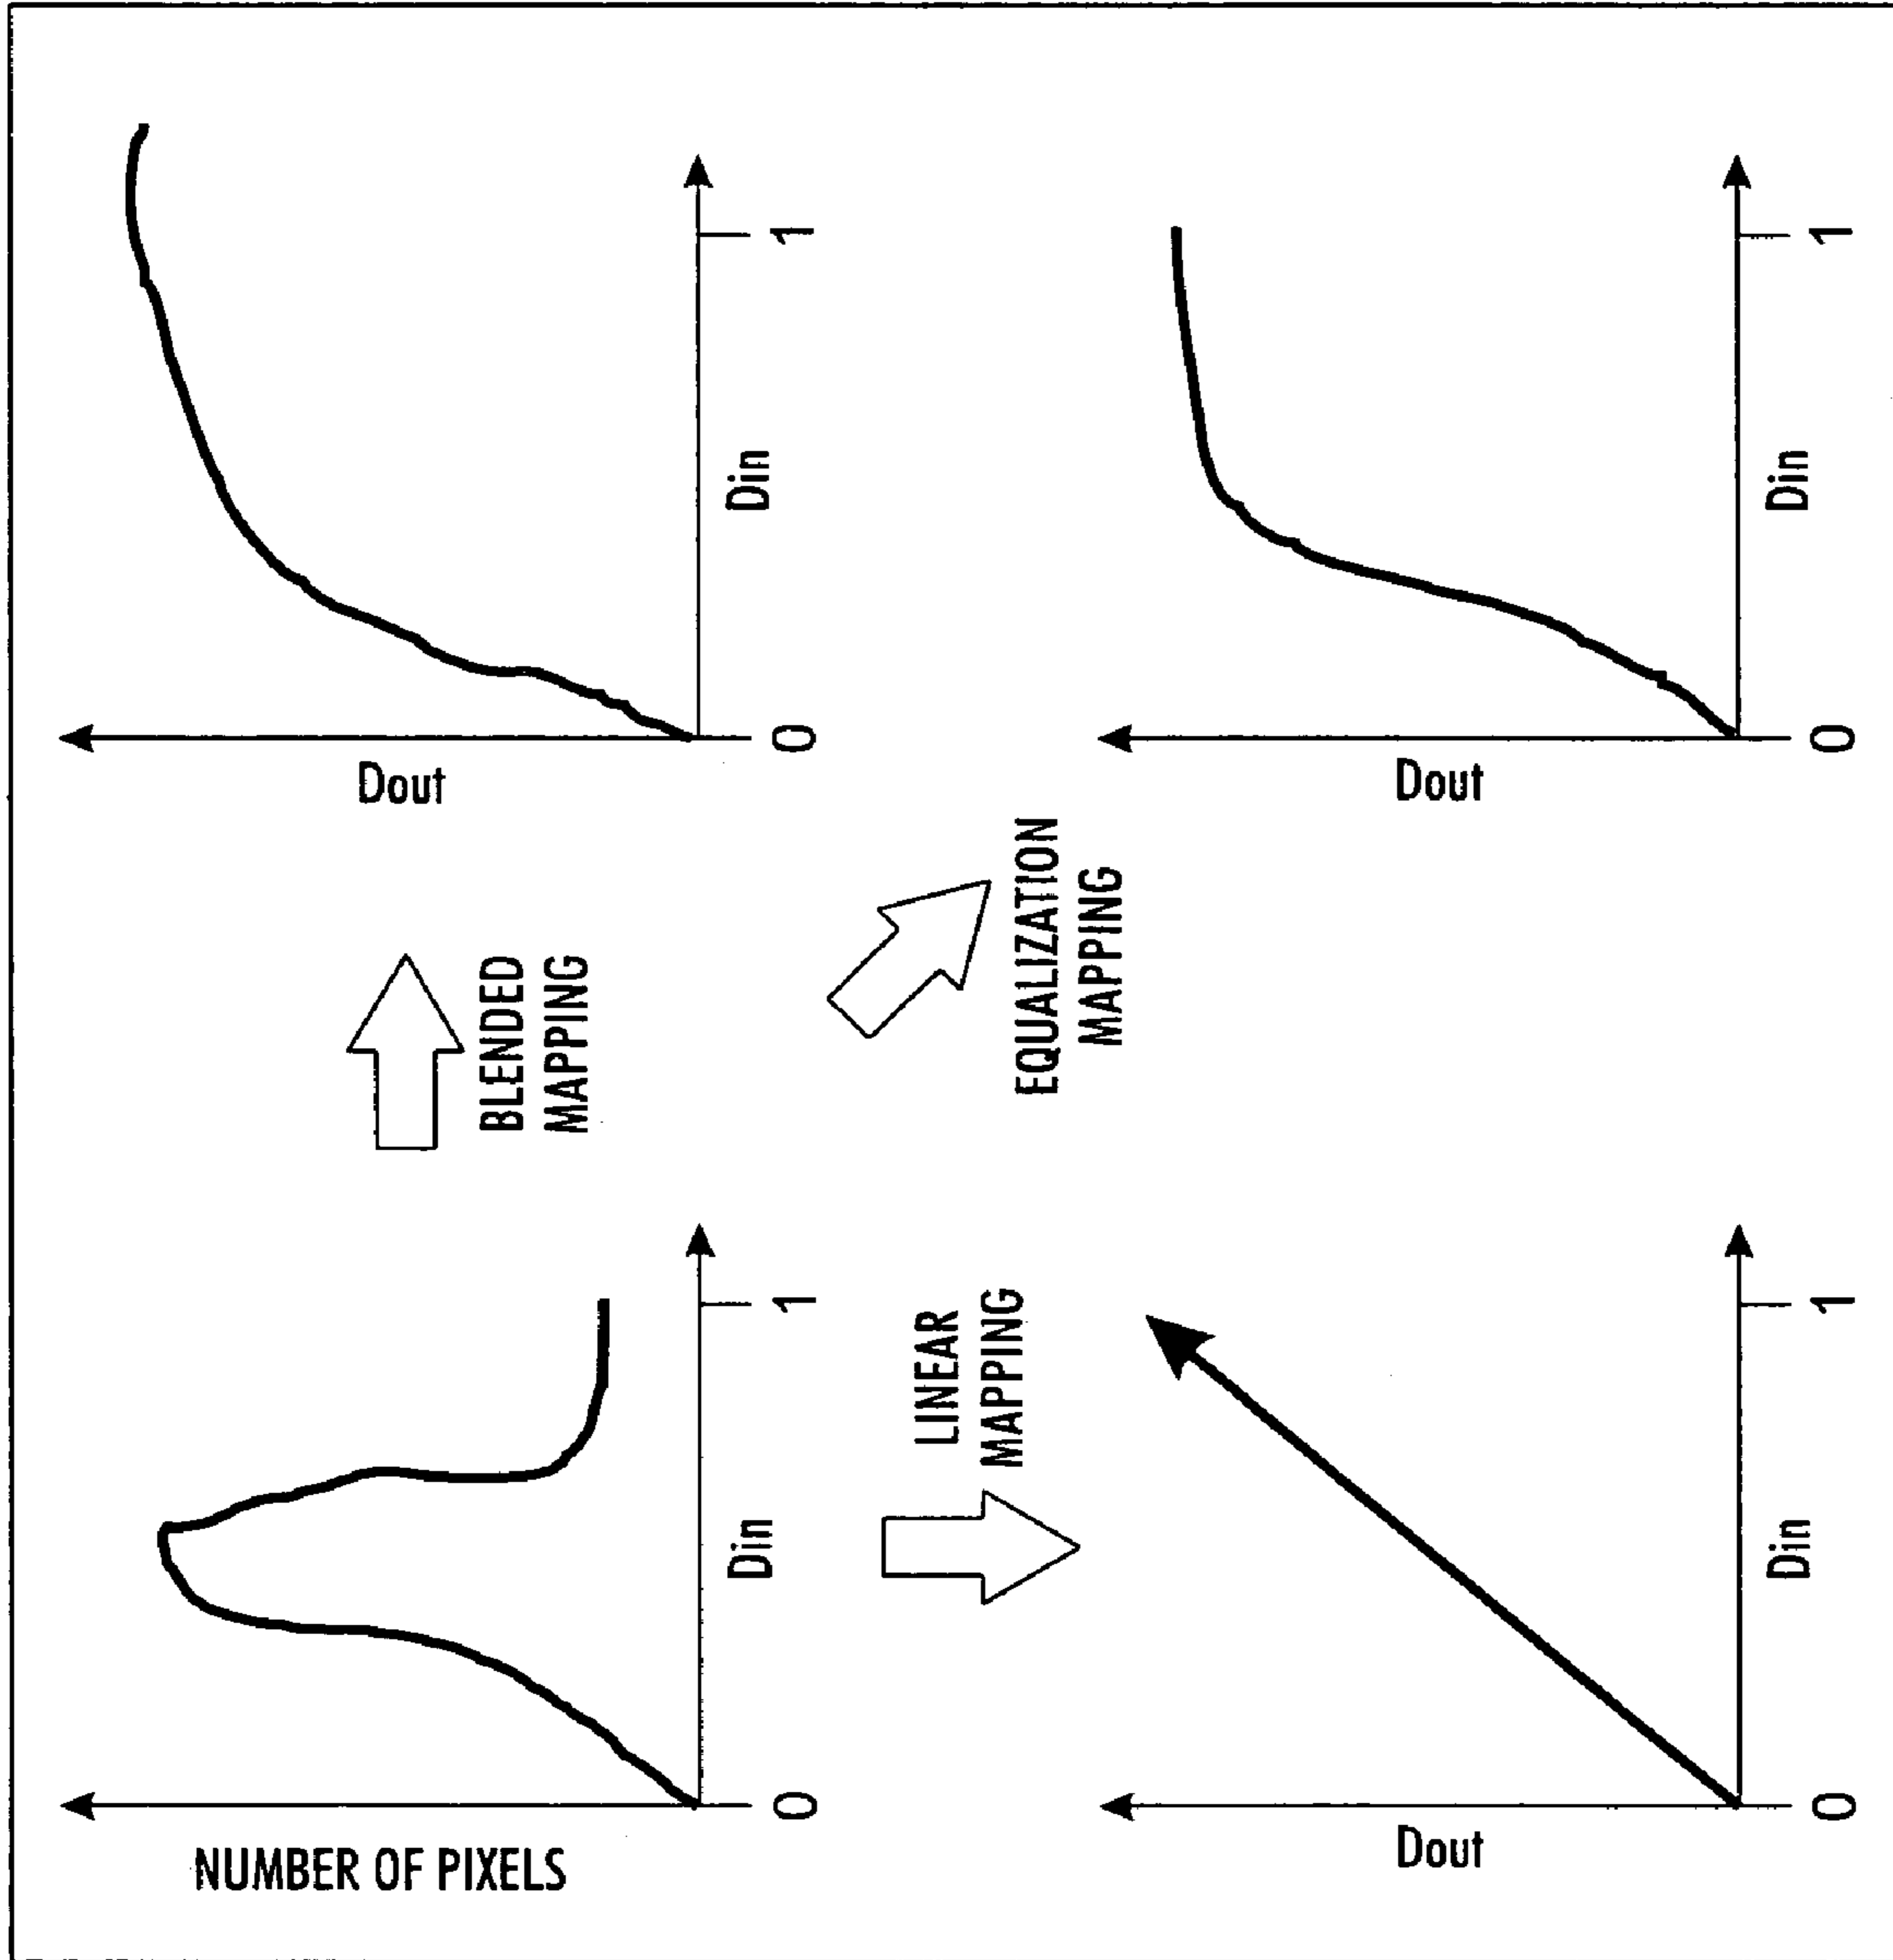 NUMBER OF PIXELS
Din
0
1
BLENDED
MAPPING
Dout
Din
0
1
LINEAR
MAPPING
EQUALIZATION
MAPPING
Dout
Din
0
1
Dout
Din
0
1